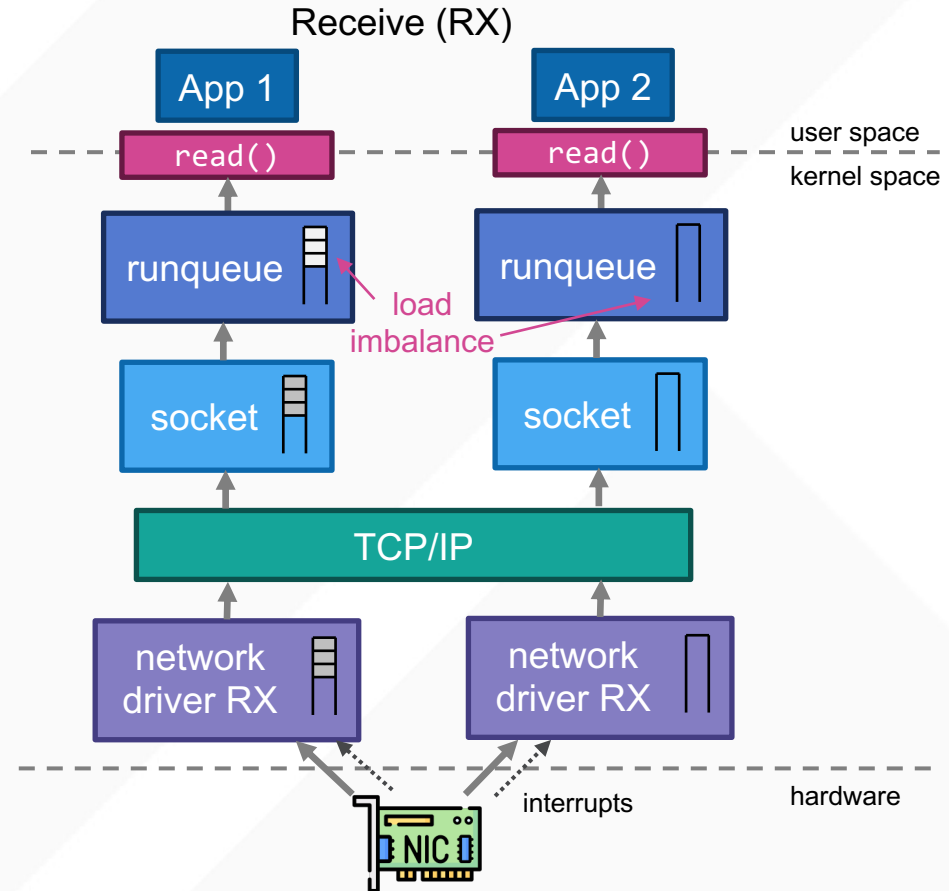 Receive (RX)
App 1
App 2
user space
read()
read()
kernel space
runqueue
runqueue
load
imbalance
socket
socket
TCP/IP
network
driver RX
network
driver RX
interrupts
hardware
NIC